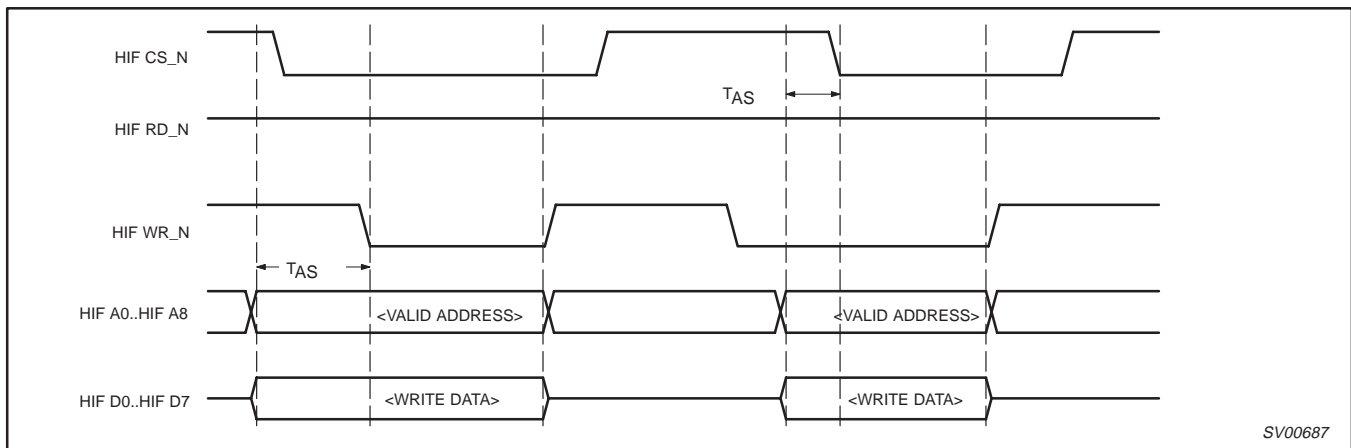 HIF CS_N
TAS
HIF RD_N
HIF WR_N
TAS
HIF A0..HIF A8
<VALID ADDRESS>
<VALID ADDRESS>
HIF D0..HIF D7
<WRITE DATA>
<WRITE DATA>
SV00687